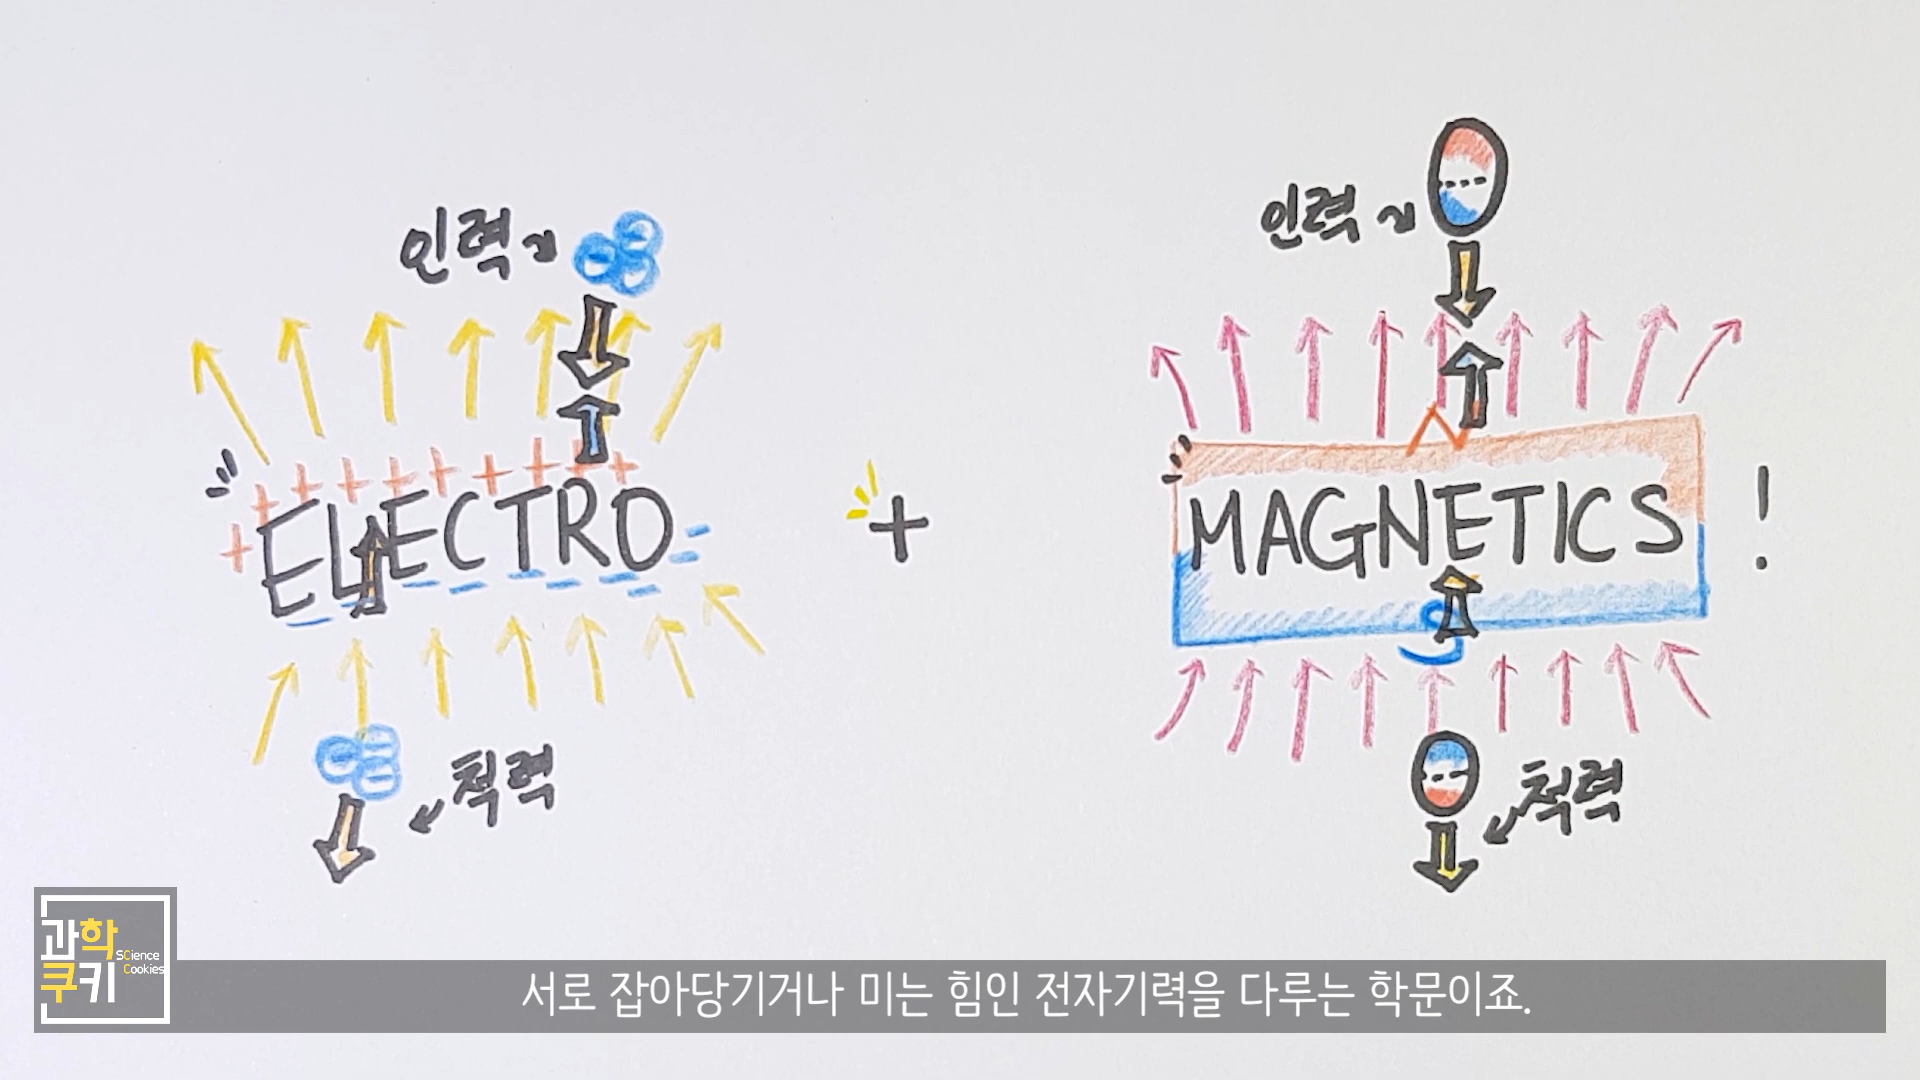 인력
인력
N
ELECTRO + MAGNETICS!
S
척력
척력
과학
쿠키
SCience
Cookies
서로 잡아당기거나 미는 힘인 전자기력을 다루는 학문이죠.